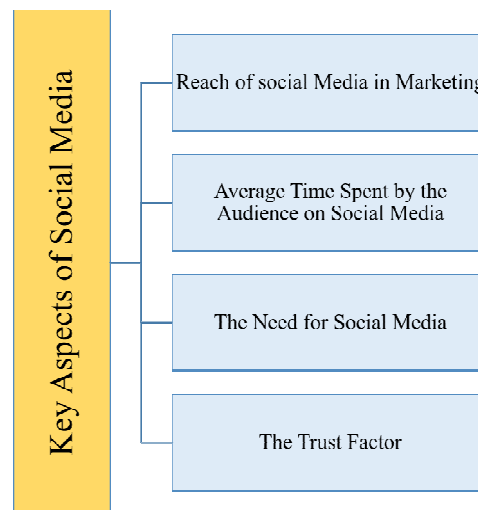 Key Aspects of Social Media
Reach of social Media in Marketing
Average Time Spent by the
Audience on Social Media
The Need for Social Media
The Trust Factor